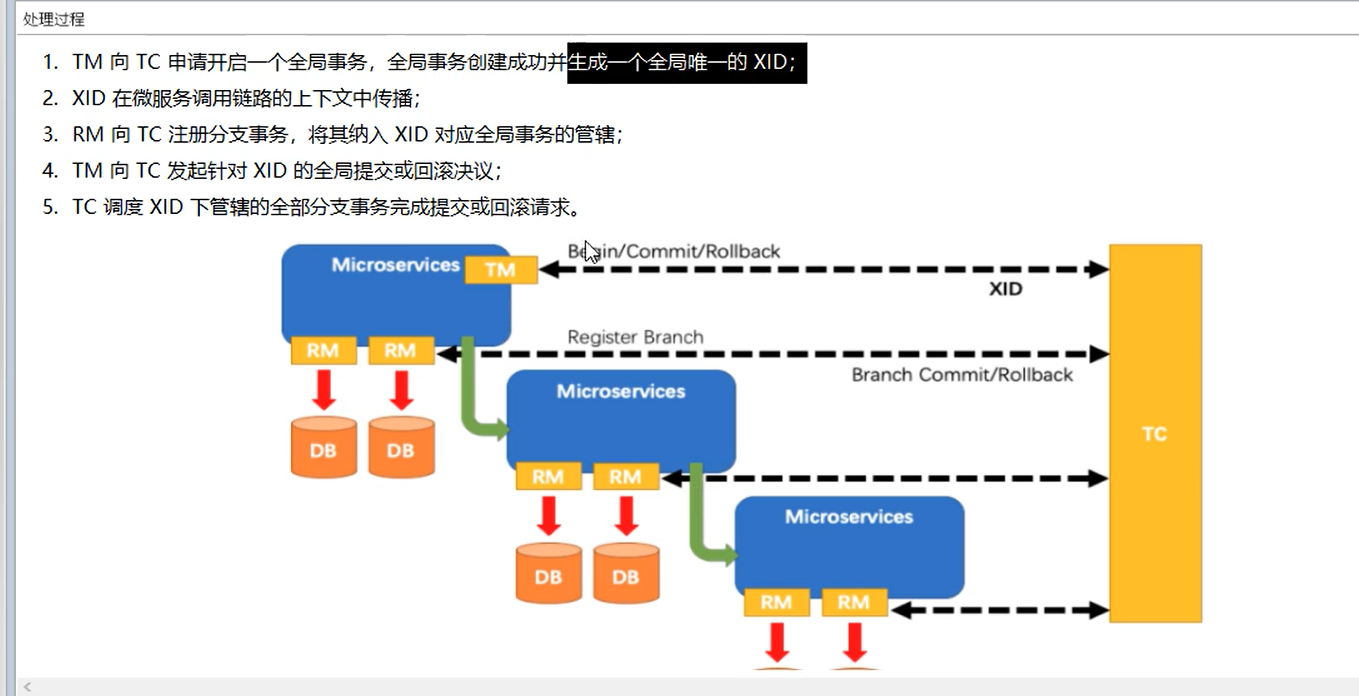 处理过程
1. TM 向 TC 申请开启一个全局事务，全局事务创建成功并生成一个全局唯一的 XID；
2. XID 在微服务调用链路的上下文中传播；
3. RM 向 TC 注册分支事务，将其纳入 XID 对应全局事务的管辖；
4. TM 向 TC 发起针对 XID 的全局提交或回滚决议；
5. TC 调度 XID 下管辖的全部分支事务完成提交或回滚请求。
Begin/Commit/Rollback
Microservices
TM
XID
Register Branch
RM
RM
Branch Commit/Rollback
Microservices
TC
DB
DB
RM
RM
Microservices
DB
DB
RM
RM